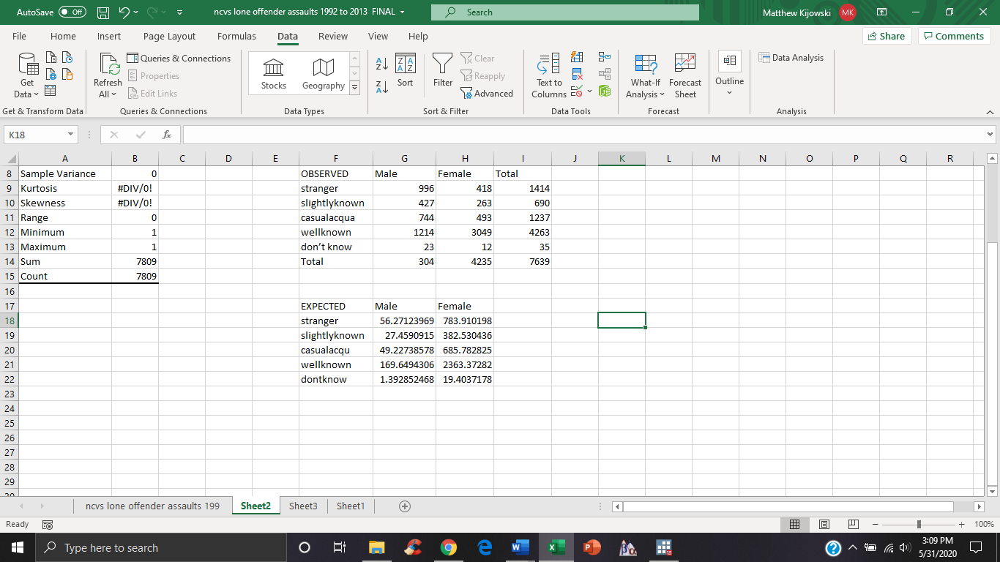 AutoSave Off ncvs lone offender assaults 1992 to 2013 FINAL Search Matthew Kijowski MK
File Home Insert Page Layout Formulas Data Review View Help Share Comments
Get Data Refresh All Queries & Connections Properties Edit Links Stocks Geography Sort Filter Clear Reapply Advanced Text to Columns What-If Analysis Forecast Sheet Outline Data Analysis
Get & Transform Data Queries & Connections Data Types Sort & Filter Data Tools Forecast Analysis
K18 fx
A B C D E F G H I J K L M N O P Q R
8 Sample Variance 0 OBSERVED Male Female Total
9 Kurtosis #DIV/0! stranger 996 418 1414
10 Skewness #DIV/0! slightlyknown 427 263 690
11 Range 0 casualacqua 744 493 1237
12 Minimum 1 wellknown 1214 3049 4263
13 Maximum 1 don't know 23 12 35
14 Sum 7809 Total 304 4235 7639
15 Count 7809
16
17 EXPECTED Male Female
18 stranger 56.27123969 783.910198
19 slightlyknown 27.4590915 382.530436
20 casualacqu 49.22738578 685.782825
21 wellknown 169.6494306 2363.37282
22 dontknow 1.392852468 19.4037178
23
24
25
26
27
28
29
ncvs lone offender assaults 199 Sheet2 Sheet3 Sheet1
Ready 100%
Type here to search 3:09 PM
5/31/2020